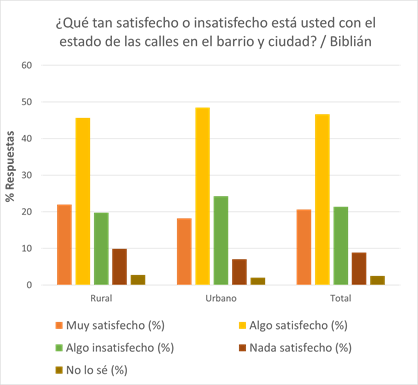 ¿Qué tan satisfecho o insatisfecho está usted con el
estado de las calles en el barrio y ciudad? / Biblián
% Respuestas
60
50
40
30
20
10
0
Rural
Urbano
Total
Muy satisfecho (%)
Algo satisfecho (%)
Algo insatisfecho (%)
Nada satisfecho (%)
No lo sé (%)